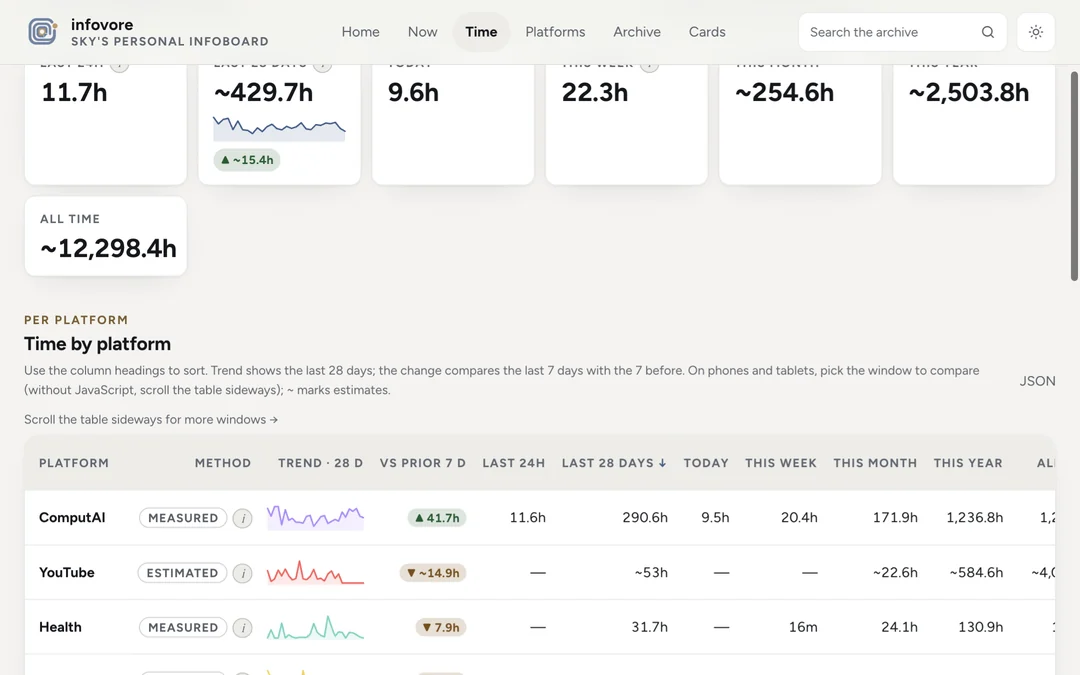 infovore
SKY'S PERSONAL INFOBOARD
Home Now Time Platforms Archive Cards
Search the archive
11.7h ~429.7h 9.6h 22.3h ~254.6h ~2,503.8h
▲ ~15.4h
ALL TIME
~12,298.4h
PER PLATFORM
Time by platform
Use the column headings to sort. Trend shows the last 28 days; the change compares the last 7 days with the 7 before. On phones and tablets, pick the window to compare
(without JavaScript, scroll the table sideways); ~ marks estimates.
JSON
Scroll the table sideways for more windows →
PLATFORM METHOD TREND · 28 D VS PRIOR 7 D LAST 24H LAST 28 DAYS ↓ TODAY THIS WEEK THIS MONTH THIS YEAR
ComputAI MEASURED i ▲ 41.7h 11.6h 290.6h 9.5h 20.4h 171.9h 1,236.8h
YouTube ESTIMATED i ▼ ~14.9h — ~53h — — ~22.6h ~584.6h
Health MEASURED i ▼ 7.9h — 31.7h — 16m 24.1h 130.9h